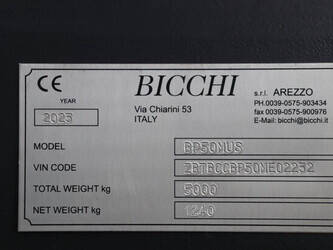 CE BICCHI s.r.l. AREZZO
YEAR Via Chiarini 53 PH.0039-0575-903434
2023 ITALY fax 0039-0575-900976
E-Mail: bicchi@bicchi.it
MODEL BP50MUS
VIN CODE ZB7BCCBP50ME02232
TOTAL WEIGHT kg 5000
NET WEIGHT kg 1240